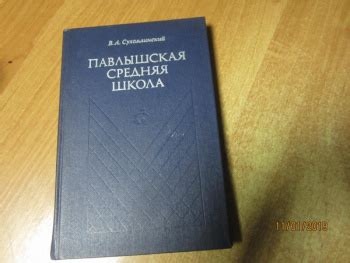 В.А. Сухомлинский
ПАВЛЫШСКАЯ
СРЕДНЯЯ
ШКОЛА
11/01/2019